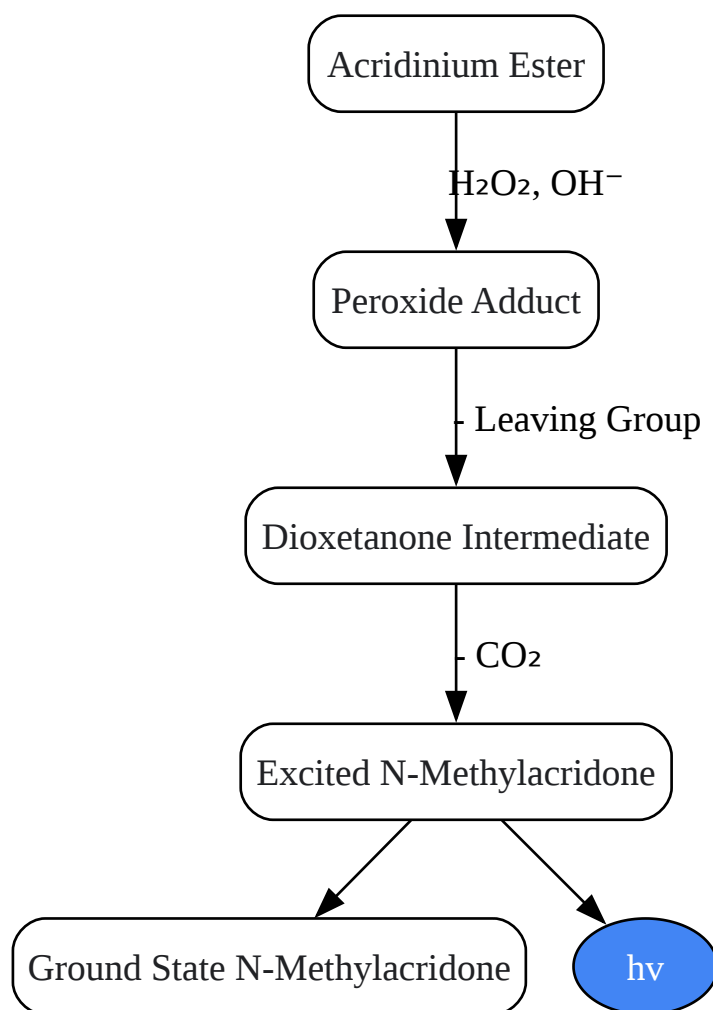 Acridinium Ester
H₂O₂, OH⁻
Peroxide Adduct
- Leaving Group
Dioxetanone Intermediate
- CO₂
Excited N-Methylacridone
Ground State N-Methylacridone
hv